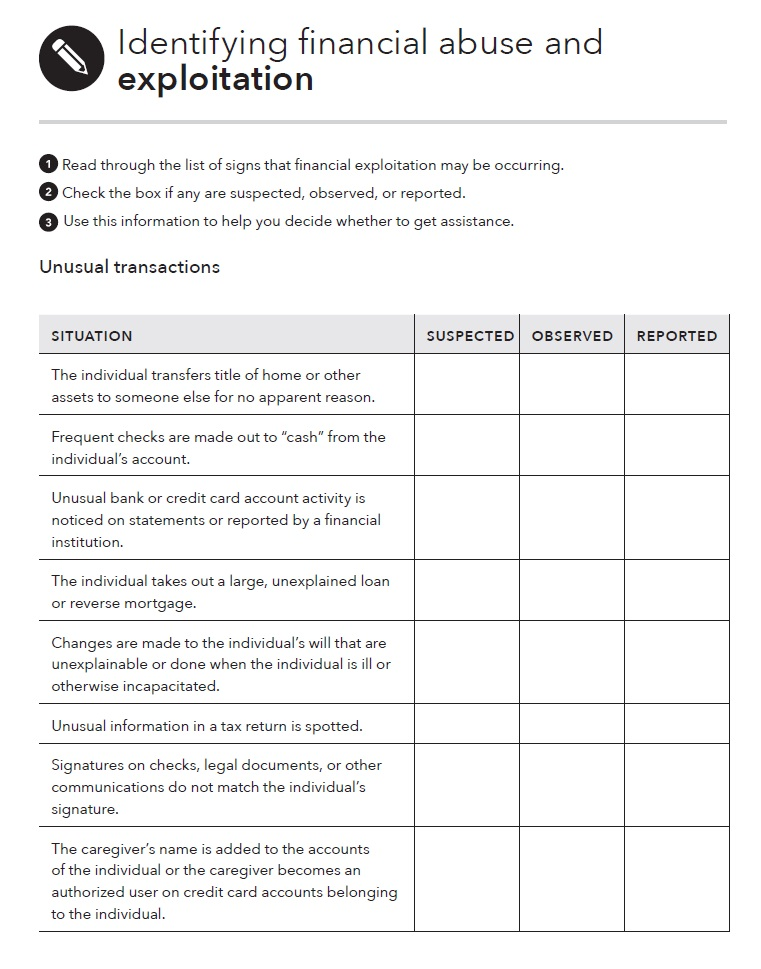 Identifying financial abuse and
exploitation
1 Read through the list of signs that financial exploitation may be occurring.
2 Check the box if any are suspected, observed, or reported.
3 Use this information to help you decide whether to get assistance.
Unusual transactions
SITUATION SUSPECTED OBSERVED REPORTED
The individual transfers title of home or other
assets to someone else for no apparent reason.
Frequent checks are made out to “cash” from the
individual’s account.
Unusual bank or credit card account activity is
noticed on statements or reported by a financial
institution.
The individual takes out a large, unexplained loan
or reverse mortgage.
Changes are made to the individual’s will that are
unexplainable or done when the individual is ill or
otherwise incapacitated.
Unusual information in a tax return is spotted.
Signatures on checks, legal documents, or other
communications do not match the individual’s
signature.
The caregiver’s name is added to the accounts
of the individual or the caregiver becomes an
authorized user on credit card accounts belonging
to the individual.